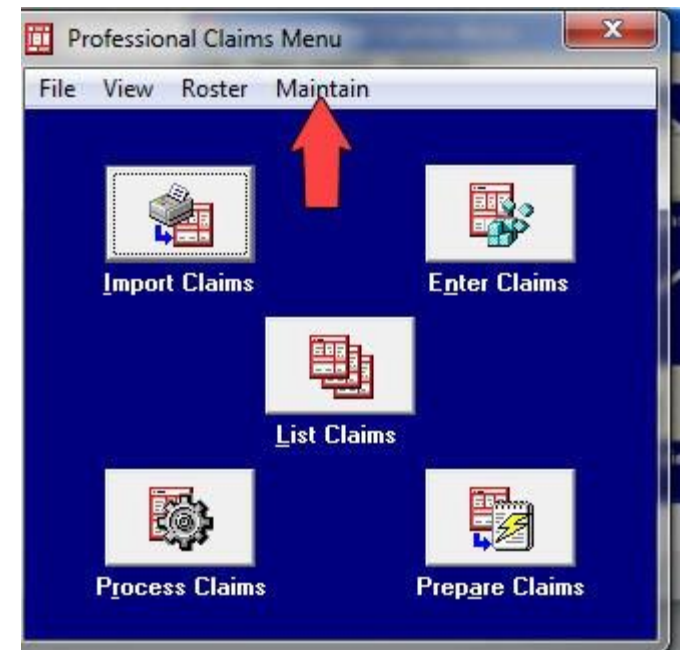 Professional Claims Menu
File View Roster Maintain
Import Claims Enter Claims
List Claims
Process Claims Prepare Claims